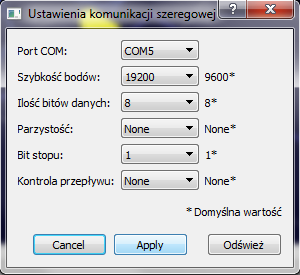 Ustawienia komunikacji szeregowej
Port COM: COM5
Szybkość bodów: 19200 9600*
Ilość bitów danych: 8 8*
Parzystość: None None*
Bit stopu: 1 1*
Kontrola przepływu: None None*
* Domyślna wartość
Cancel Apply Odśwież